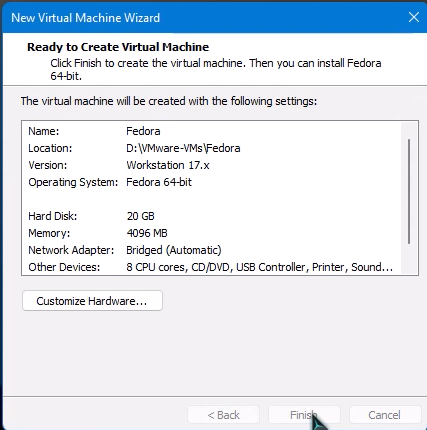 New Virtual Machine Wizard
Ready to Create Virtual Machine
Click Finish to create the virtual machine. Then you can install Fedora
64-bit.
The virtual machine will be created with the following settings:
Name: Fedora
Location: D:\VMware-VMs\Fedora
Version: Workstation 17.x
Operating System: Fedora 64-bit
Hard Disk: 20 GB
Memory: 4096 MB
Network Adapter: Bridged (Automatic)
Other Devices: 8 CPU cores, CD/DVD, USB Controller, Printer, Sound...
Customize Hardware...
< Back Finish Cancel